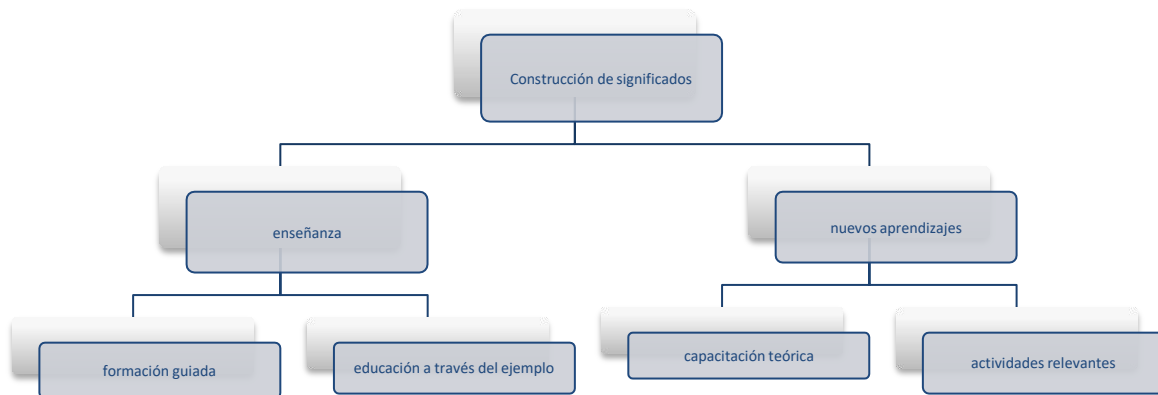 Construcción de significados
enseñanza
nuevos aprendizajes
formación guiada
educación a través del ejemplo
capacitación teórica
actividades relevantes